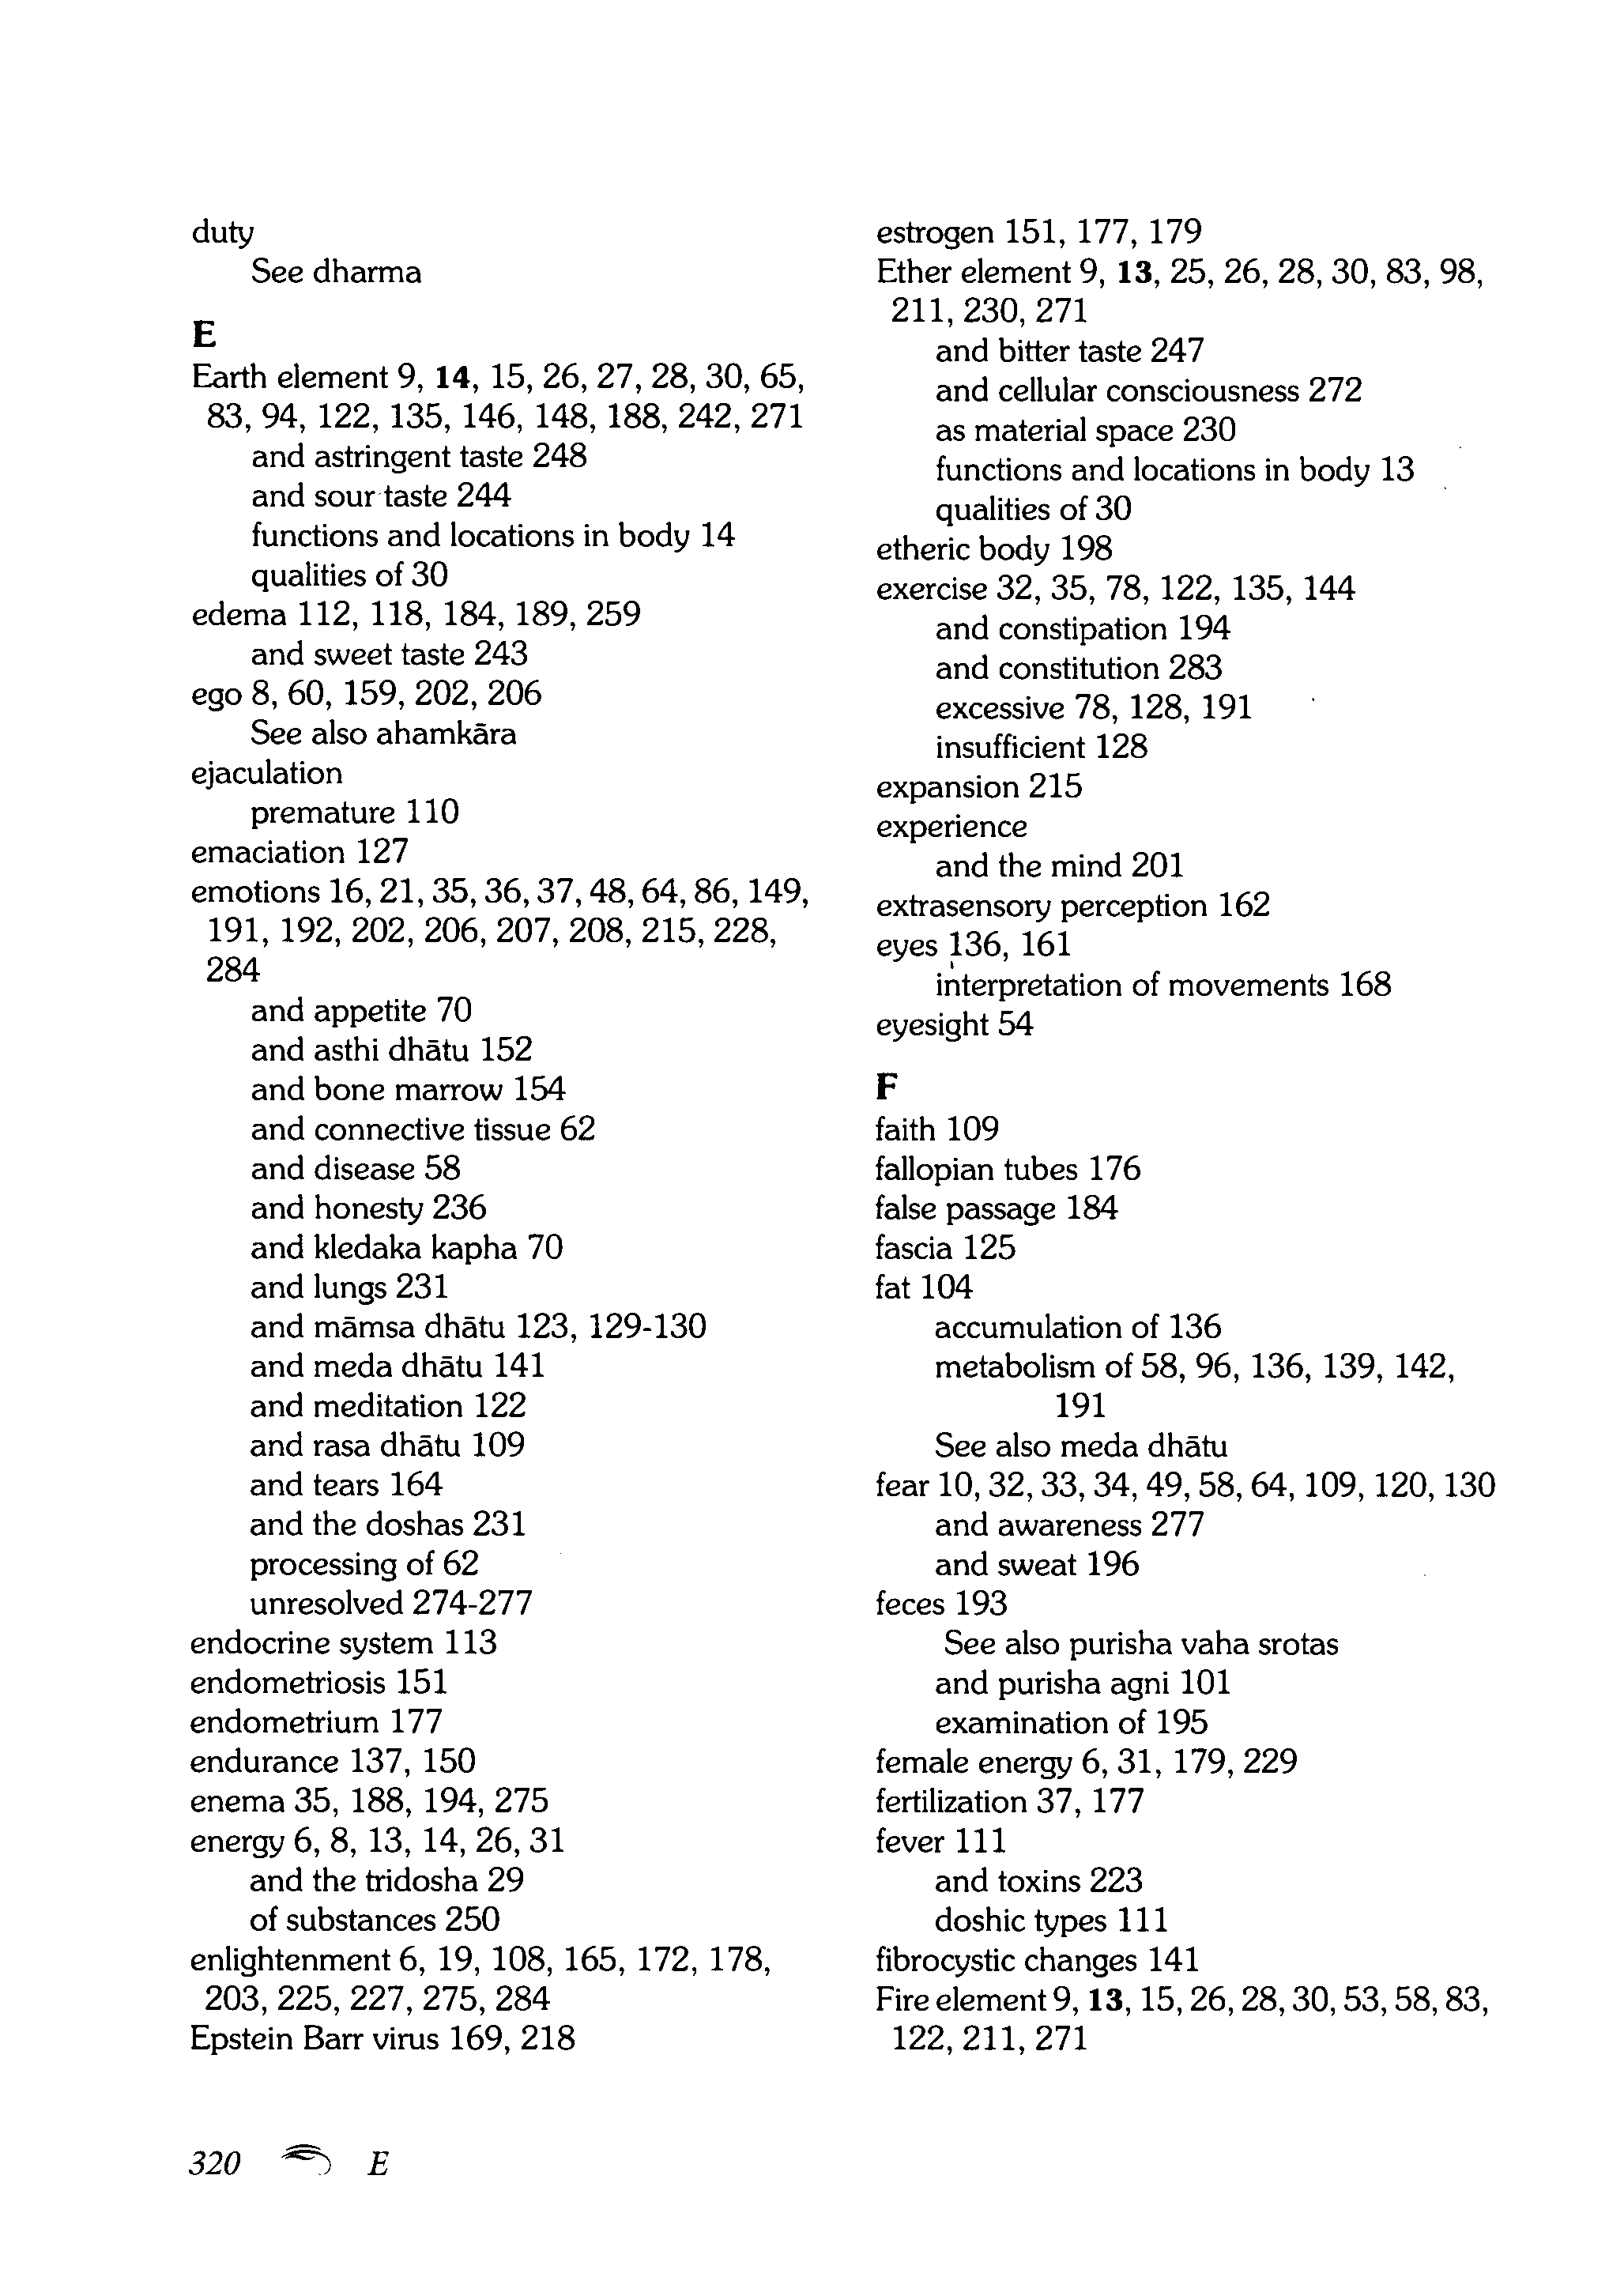 duty
See dharma
E
Earth element 9, 14, 15, 26, 27, 28, 30, 65,
83, 94, 122, 135, 146, 148, 188, 242, 271
and astringent taste 248
and sour taste 244
functions and locations in body 14
qualities of 30
edema 112, 118, 184, 189, 259
and sweet taste 243
ego 8, 60, 159, 202, 206
See also ahamkāra
ejaculation
premature 110
emaciation 127
emotions 16, 21, 35, 36, 37, 48, 64, 86, 149,
191, 192, 202, 206, 207, 208, 215, 228,
284
and appetite 70
and asthi dhātu 152
and bone marrow 154
and connective tissue 62
and disease 58
and honesty 236
and kledaka kapha 70
and lungs 231
and māmsa dhātu 123, 129-130
and meda dhātu 141
and meditation 122
and rasa dhātu 109
and tears 164
and the doshas 231
processing of 62
unresolved 274-277
endocrine system 113
endometriosis 151
endometrium 177
endurance 137, 150
enema 35, 188, 194, 275
energy 6, 8, 13, 14, 26, 31
and the tridosha 29
of substances 250
enlightenment 6, 19, 108, 165, 172, 178,
203, 225, 227, 275, 284
Epstein Barr virus 169, 218
estrogen 151, 177, 179
Ether element 9, 13, 25, 26, 28, 30, 83, 98,
211, 230, 271
and bitter taste 247
and cellular consciousness 272
as material space 230
functions and locations in body 13
qualities of 30
etheric body 198
exercise 32, 35, 78, 122, 135, 144
and constipation 194
and constitution 283
excessive 78, 128, 191
insufficient 128
expansion 215
experience
and the mind 201
extrasensory perception 162
eyes 136, 161
interpretation of movements 168
eyesight 54
F
faith 109
fallopian tubes 176
false passage 184
fascia 125
fat 104
accumulation of 136
metabolism of 58, 96, 136, 139, 142,
191
See also meda dhātu
fear 10, 32, 33, 34, 49, 58, 64, 109, 120, 130
and awareness 277
and sweat 196
feces 193
See also purisha vaha srotas
and purisha agni 101
examination of 195
female energy 6, 31, 179, 229
fertilization 37, 177
fever 111
and toxins 223
doshic types 111
fibrocystic changes 141
Fire element 9, 13, 15, 26, 28, 30, 53, 58, 83,
122, 211, 271
320 E